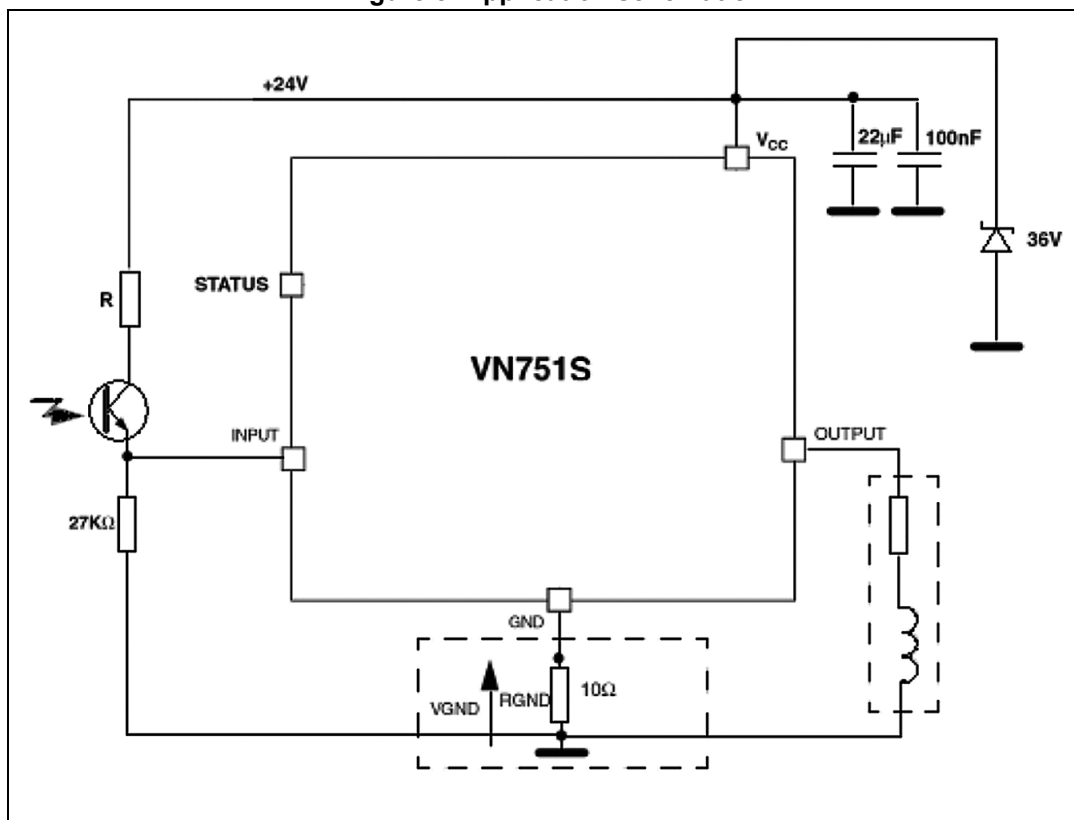 +24V
VCC
22µF
100nF
36V
STATUS
R
VN751S
INPUT
OUTPUT
27KΩ
GND
VGND
RGND
10Ω